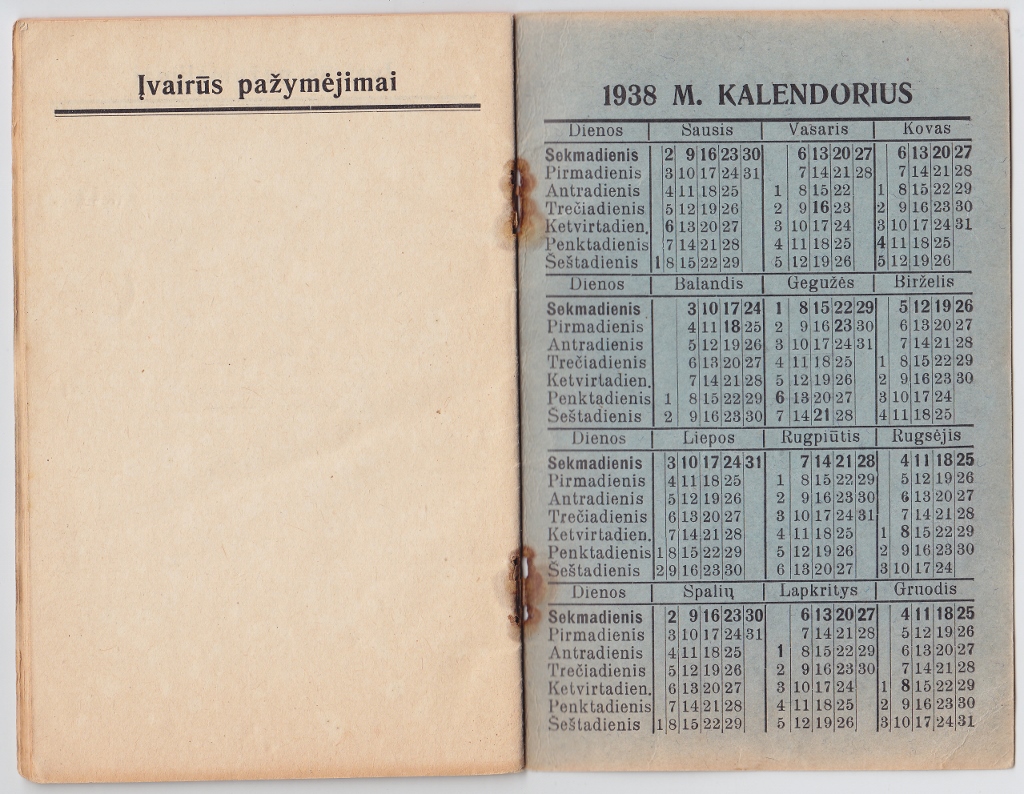 Įvairūs pažymėjimai
1938 M. KALENDORIUS
Dienos Sausis Vasaris Kovas
Sekmadienis 2 9 16 23 30 6 13 20 27 6 13 20 27
Pirmadienis 3 10 17 24 31 7 14 21 28 7 14 21 28
Antradienis 4 11 18 25 1 8 15 22 1 8 15 22 29
Trečiadienis 5 12 19 26 2 9 16 23 2 9 16 23 30
Ketvirtadien. 6 13 20 27 3 10 17 24 3 10 17 24 31
Penktadienis 7 14 21 28 4 11 18 25 4 11 18 25
Šeštadienis 1 8 15 22 29 5 12 19 26 5 12 19 26
Dienos Balandis Gegužės Birželis
Sekmadienis 3 10 17 24 1 8 15 22 29 5 12 19 26
Pirmadienis 4 11 18 25 2 9 16 23 30 6 13 20 27
Antradienis 5 12 19 26 3 10 17 24 31 7 14 21 28
Trečiadienis 6 13 20 27 4 11 18 25 1 8 15 22 29
Ketvirtadien. 7 14 21 28 5 12 19 26 2 9 16 23 30
Penktadienis 1 8 15 22 29 6 13 20 27 3 10 17 24
Šeštadienis 2 9 16 23 30 7 14 21 28 4 11 18 25
Dienos Liepos Rugpiūtis Rugsėjis
Sekmadienis 3 10 17 24 31 7 14 21 28 4 11 18 25
Pirmadienis 4 11 18 25 1 8 15 22 29 5 12 19 26
Antradienis 5 12 19 26 2 9 16 23 30 6 13 20 27
Trečiadienis 6 13 20 27 3 10 17 24 31 7 14 21 28
Ketvirtadien. 7 14 21 28 4 11 18 25 1 8 15 22 29
Penktadienis 1 8 15 22 29 5 12 19 26 2 9 16 23 30
Šeštadienis 2 9 16 23 30 6 13 20 27 3 10 17 24
Dienos Spalių Lapkritys Gruodis
Sekmadienis 2 9 16 23 30 6 13 20 27 4 11 18 25
Pirmadienis 3 10 17 24 31 7 14 21 28 5 12 19 26
Antradienis 4 11 18 25 1 8 15 22 29 6 13 20 27
Trečiadienis 5 12 19 26 2 9 16 23 30 7 14 21 28
Ketvirtadien. 6 13 20 27 3 10 17 24 1 8 15 22 29
Penktadienis 7 14 21 28 4 11 18 25 2 9 16 23 30
Šeštadienis 1 8 15 22 29 5 12 19 26 3 10 17 24 31